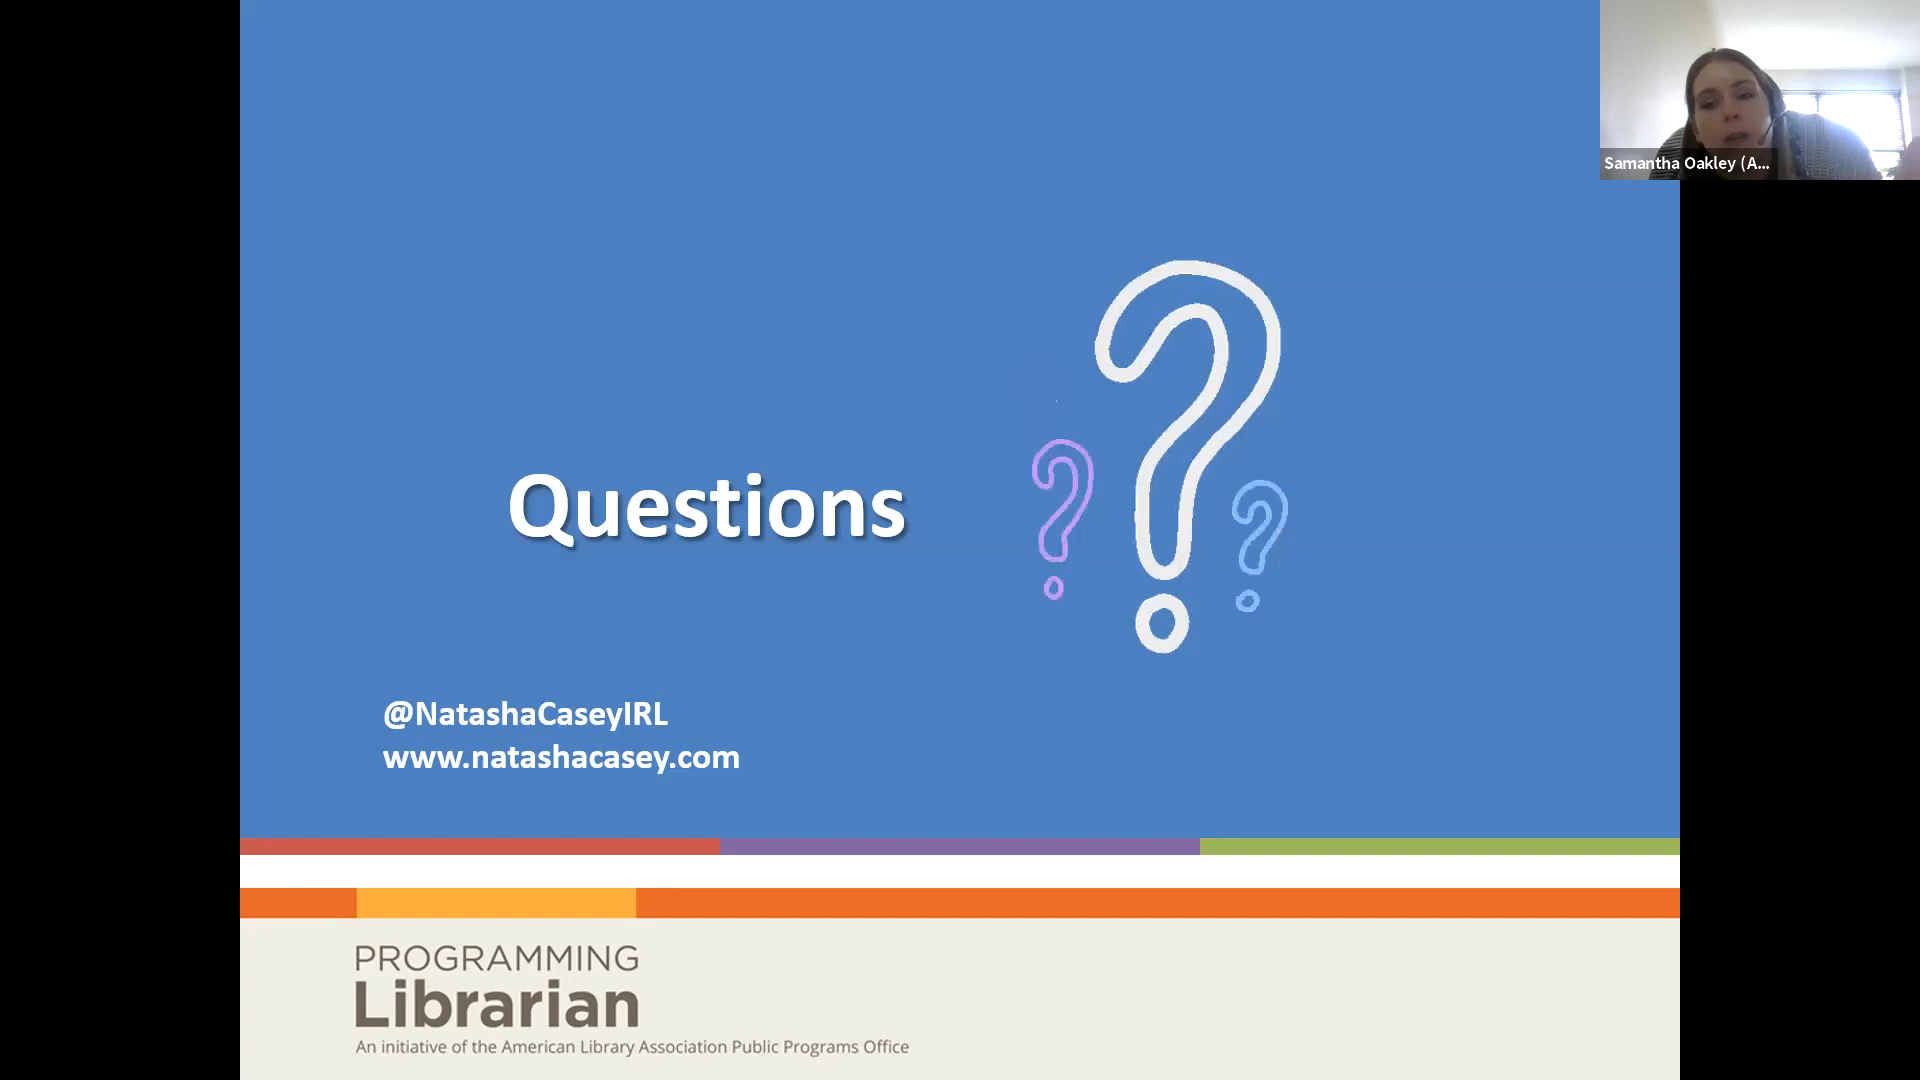 Samantha Oakley (A...
Questions
@NatashaCaseyIRL
www.natashacasey.com
PROGRAMMING
Librarian
An initiative of the American Library Association Public Programs Office